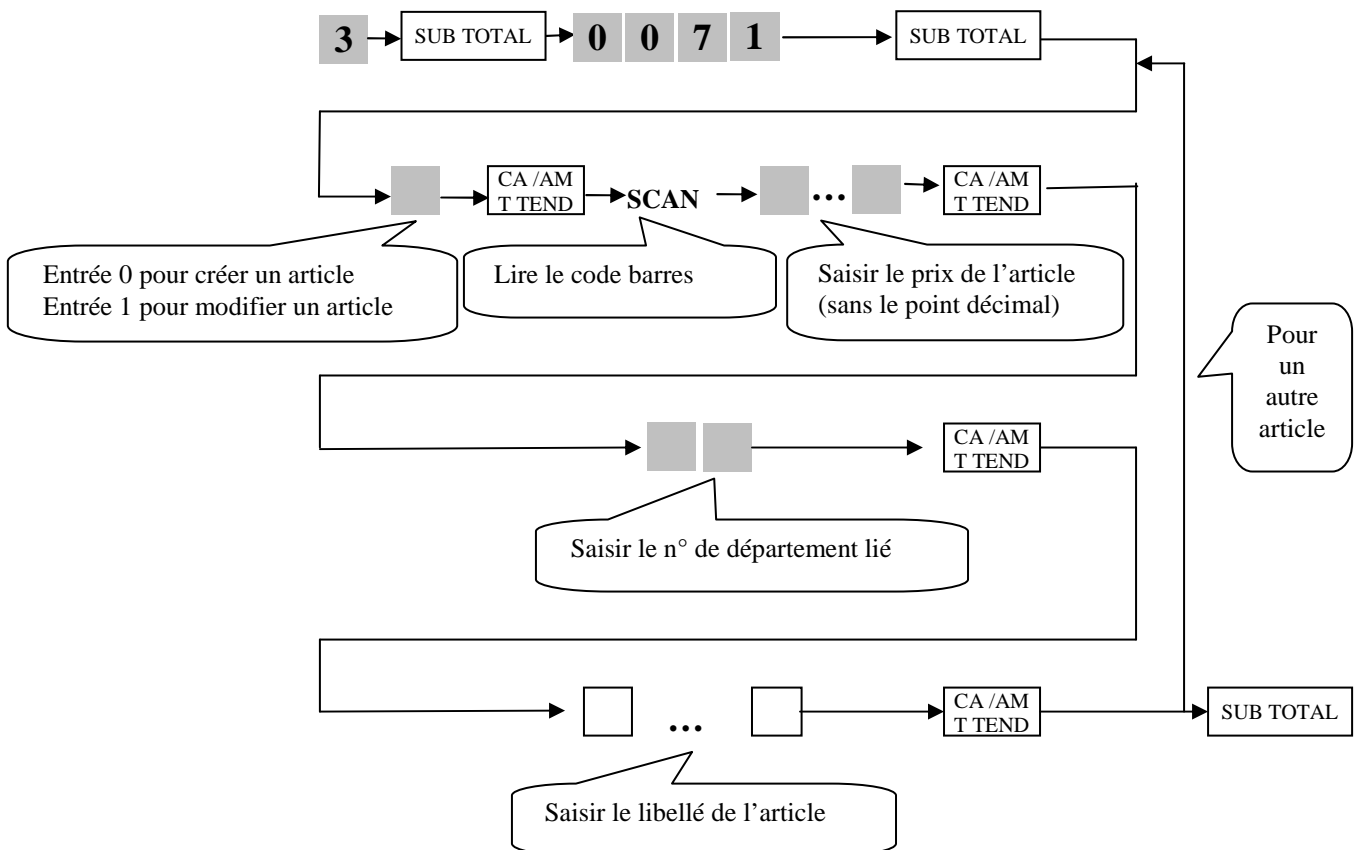 3 SUB TOTAL 0 0 7 1 SUB TOTAL
CA /AM
T TEND
SCAN
...
CA /AM
T TEND
Entrée 0 pour créer un article
Entrée 1 pour modifier un article
Lire le code barres
Saisir le prix de l'article
(sans le point décimal)
Pour
un
autre
article
CA /AM
T TEND
Saisir le n° de département lié
...
CA /AM
T TEND
SUB TOTAL
Saisir le libellé de l'article